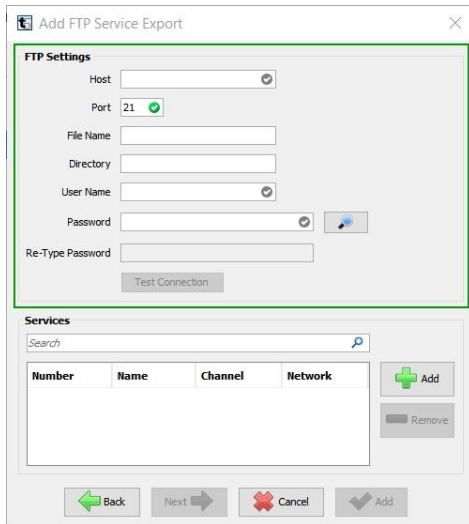 Add FTP Service Export
FTP Settings
Host
Port 21
File Name
Directory
User Name
Password
Re-Type Password
Test Connection
Services
Search
Number Name Channel Network
Add
Remove
Back Next Cancel Add